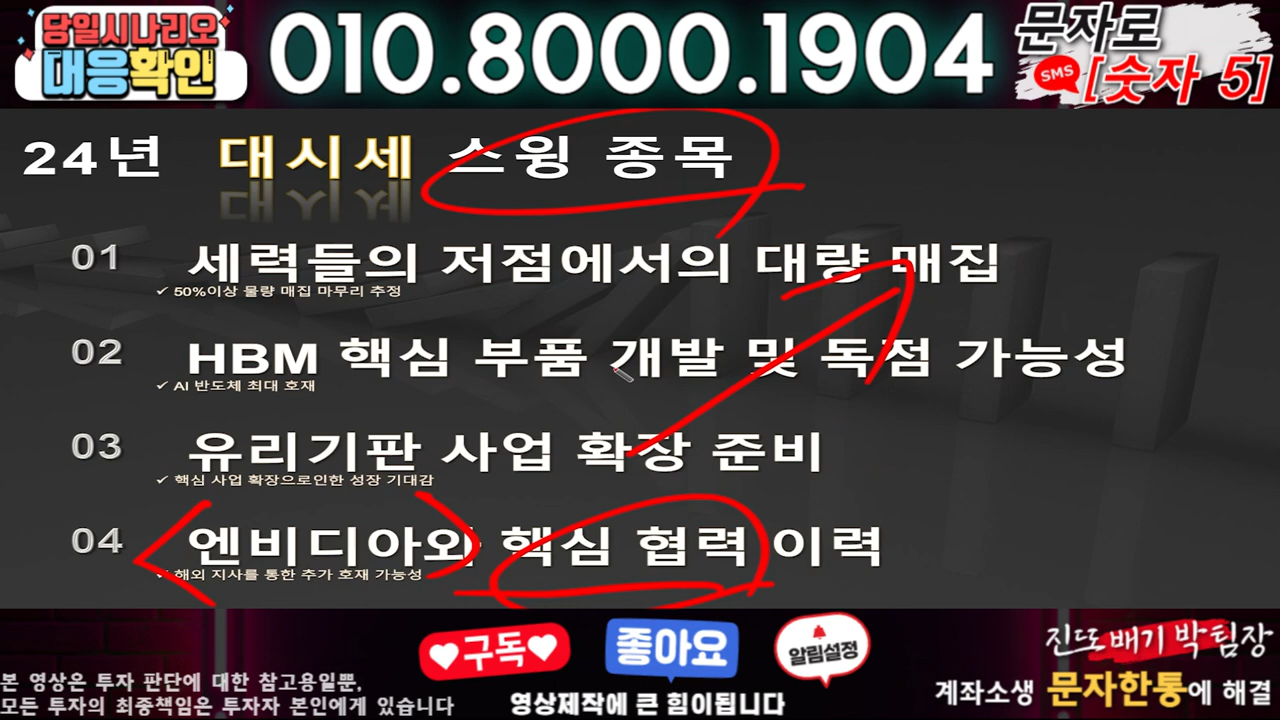 당일시나리오
대응확인
010.8000.1904
문자로
SMS
[숫자 5]
24년 대시세 스윙 종목
01 세력들의 저점에서의 대량 매집
✓ 50%이상 물량 매집 마무리 추정
02 HBM 핵심 부품 개발 및 독점 가능성
✓ AI 반도체 최대 호재
03 유리기판 사업 확장 준비
✓ 핵심 사업 확장으로인한 성장 기대감
04 엔비디아와 핵심 협력 이력
✓ 해외 지사를 통한 추가 호재 가능성
구독
좋아요
알림설정
영상제작에 큰 힘이됩니다
본 영상은 투자 판단에 대한 참고용일뿐,
모든 투자의 최종책임은 투자자 본인에게 있습니다
진또배기 박팀장
계좌소생 문자한통에 해결